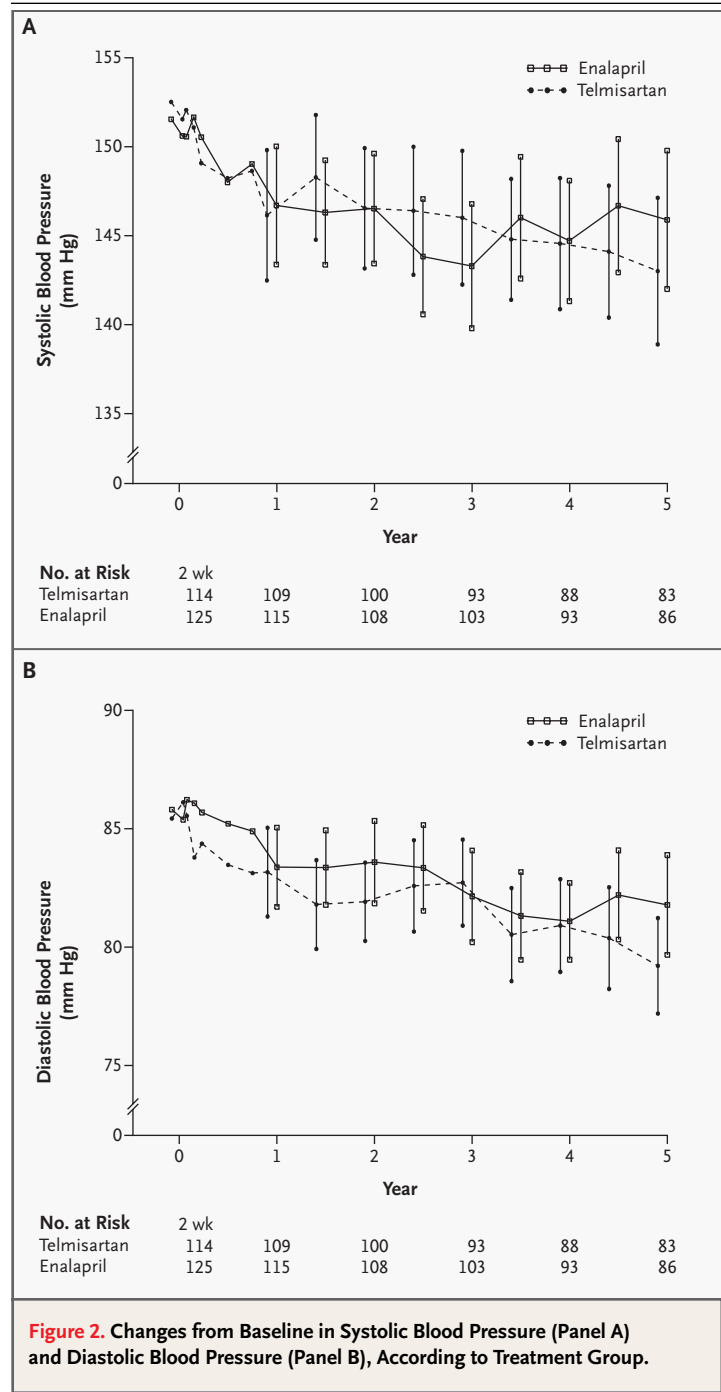 A
155
150
145
140
135
0
Systolic Blood Pressure
(mm Hg)
Enalapril
Telmisartan
0 1 2 3 4 5
Year
No. at Risk 2 wk
Telmisartan 114 109 100 93 88 83
Enalapril 125 115 108 103 93 86
B
90
85
80
75
0
Diastolic Blood Pressure
(mm Hg)
Enalapril
Telmisartan
0 1 2 3 4 5
Year
No. at Risk 2 wk
Telmisartan 114 109 100 93 88 83
Enalapril 125 115 108 103 93 86
Figure 2. Changes from Baseline in Systolic Blood Pressure (Panel A)
and Diastolic Blood Pressure (Panel B), According to Treatment Group.